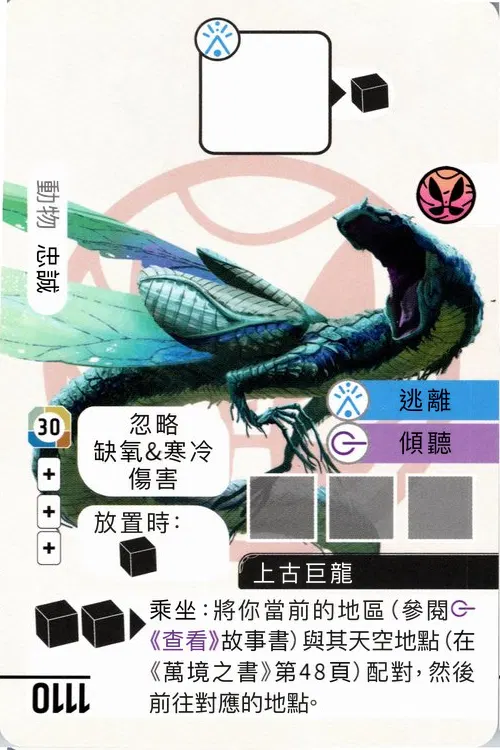 動物 忠誠
逃離
傾聽
30
忽略
缺氧&寒冷
傷害
+
+
+
放置時：
上古巨龍
乘坐：將你當前的地區（參閱
《查看》故事書）與其天空地點（在
《萬境之書》第48頁）配對，然後
前往對應的地點。
1110